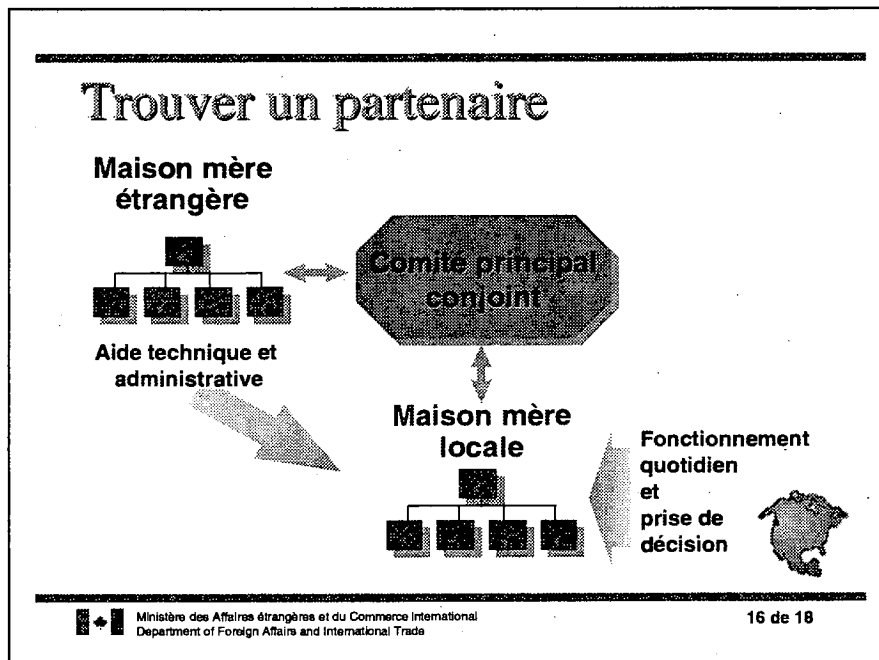 Trouver un partenaire
Maison mère
étrangère
Comité principal
conjoint
Aide technique et
administrative
Maison mère
locale
Fonctionnement
quotidien
et
prise de
décision
Ministère des Affaires étrangères et du Commerce international
Department of Foreign Affairs and International Trade
16 de 18